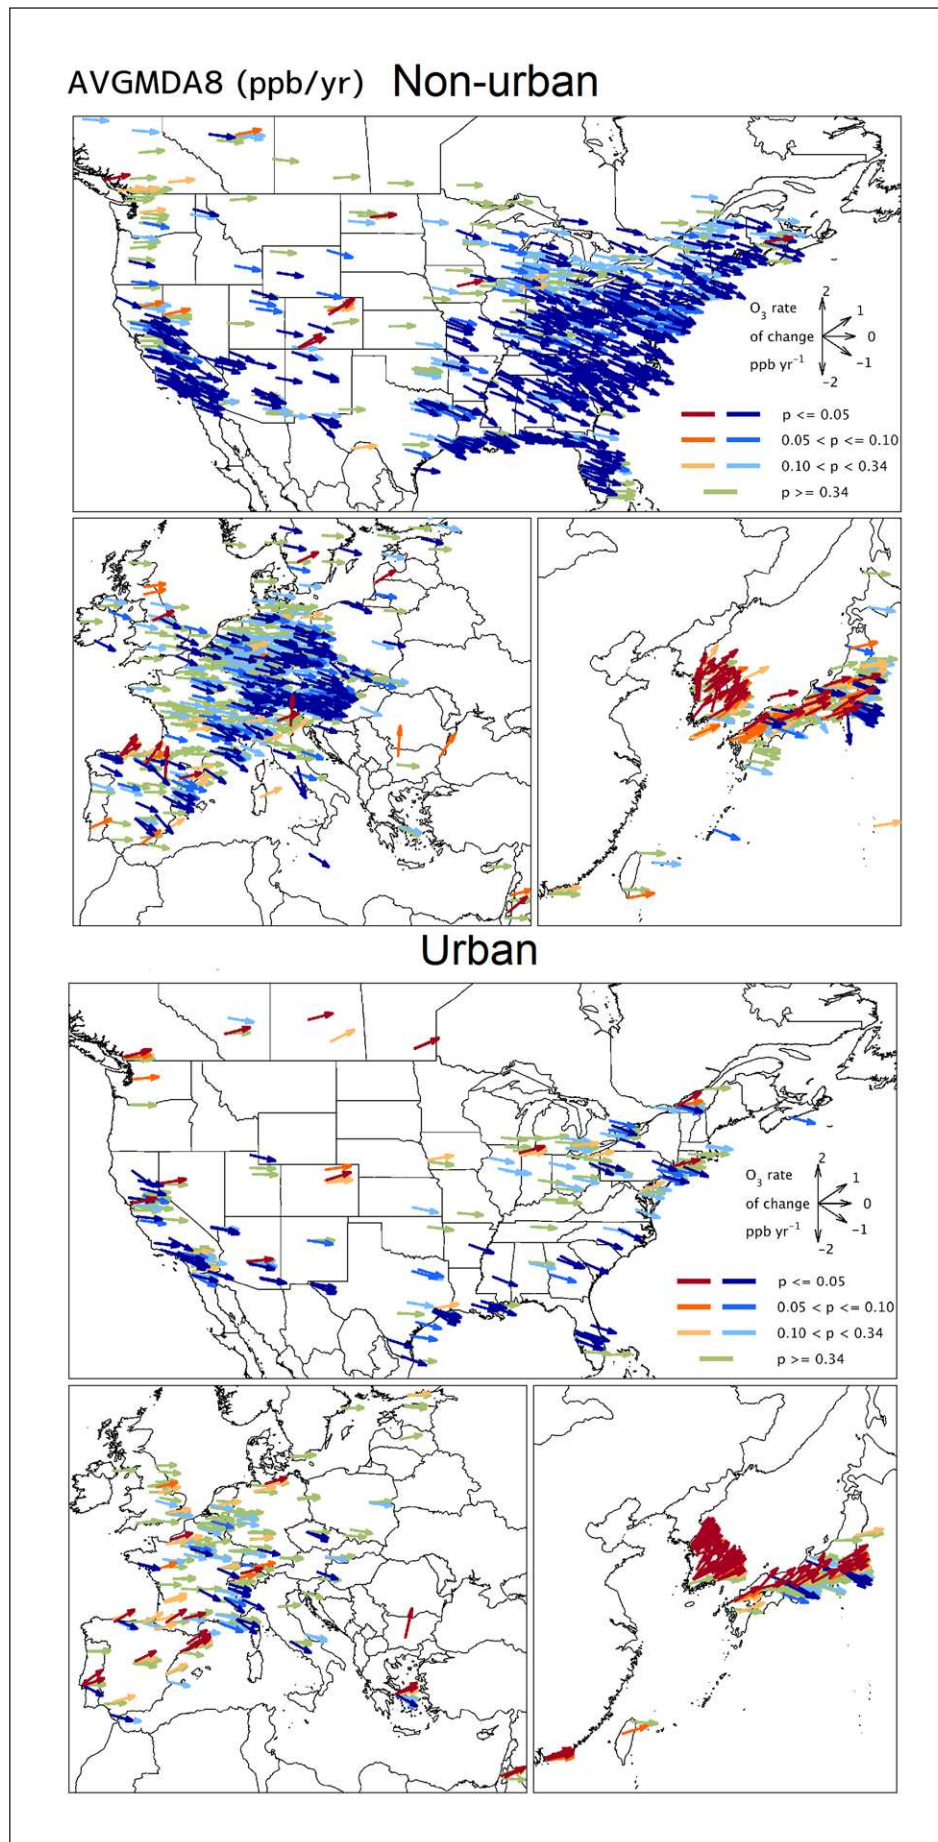 AVGMDA8 (ppb/yr) Non-urban
2
O₃ rate 1
of change 0
ppb yr⁻¹ −1
−2
p <= 0.05
0.05 < p <= 0.10
0.10 < p < 0.34
p >= 0.34
Urban
2
O₃ rate 1
of change 0
ppb yr⁻¹ −1
−2
p <= 0.05
0.05 < p <= 0.10
0.10 < p < 0.34
p >= 0.34